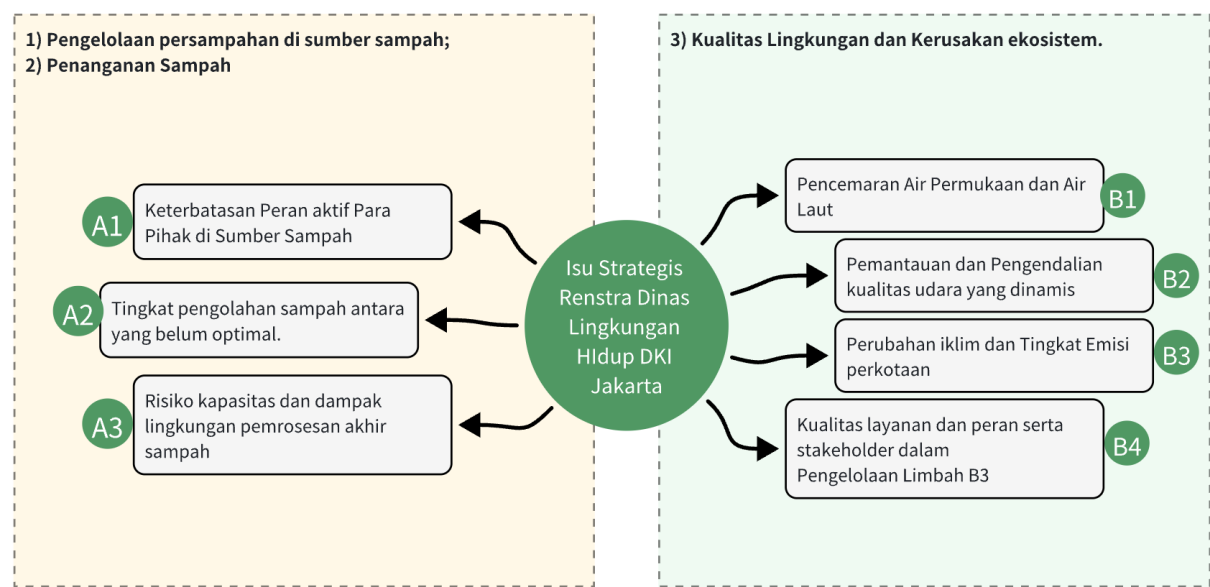 1) Pengelolaan persampahan di sumber sampah;
2) Penanganan Sampah
A1
Keterbatasan Peran aktif Para
Pihak di Sumber Sampah
A2
Tingkat pengolahan sampah antara
yang belum optimal.
A3
Risiko kapasitas dan dampak
lingkungan pemrosesan akhir
sampah
Isu Strategis
Renstra Dinas
Lingkungan
HIdup DKI
Jakarta
3) Kualitas Lingkungan dan Kerusakan ekosistem.
Pencemaran Air Permukaan dan Air
Laut
B1
Pemantauan dan Pengendalian
kualitas udara yang dinamis
B2
Perubahan iklim dan Tingkat Emisi
perkotaan
B3
Kualitas layanan dan peran serta
stakeholder dalam
Pengelolaan Limbah B3
B4